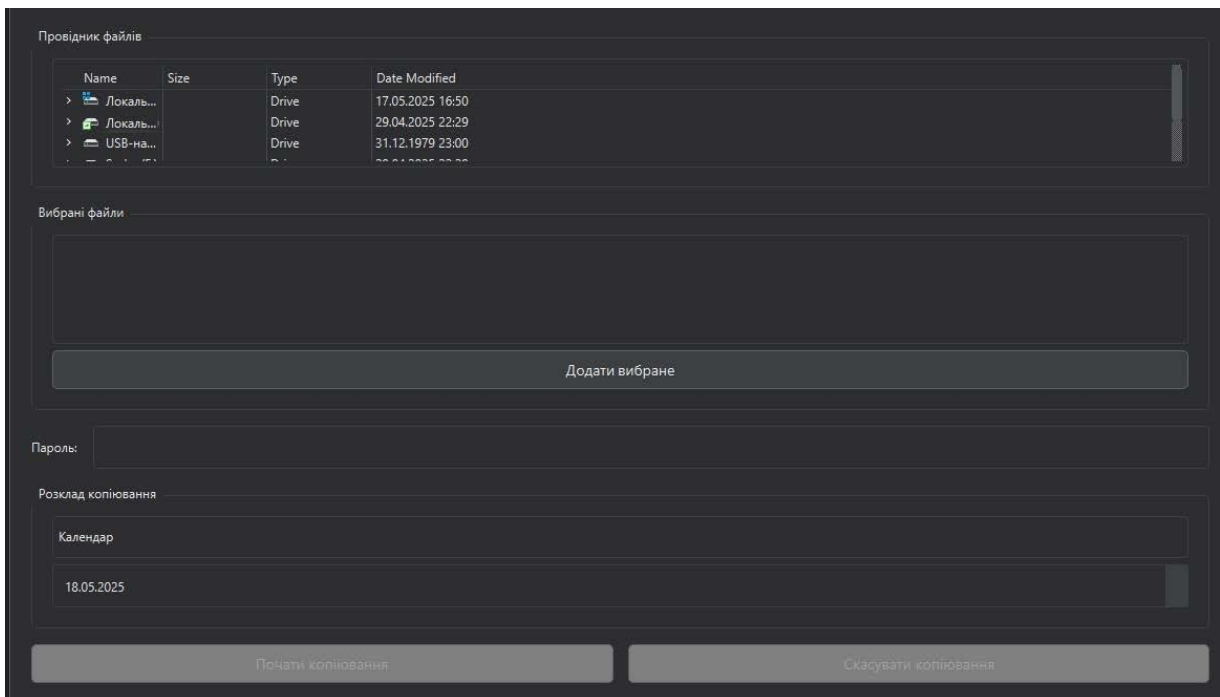 Провідник файлів
Name Size Type Date Modified
Локаль... Drive 17.05.2025 16:50
Локаль... Drive 29.04.2025 22:29
USB-на... Drive 31.12.1979 23:00
Вибрані файли
Додати вибране
Пароль:
Розклад копіювання
Календар
18.05.2025
Почати копіювання Скасувати копіювання